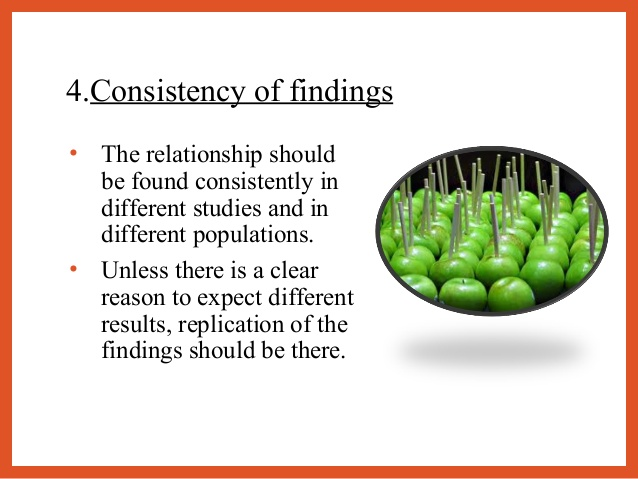 4.Consistency of findings
• The relationship should
be found consistently in
different studies and in
different populations.
• Unless there is a clear
reason to expect different
results, replication of the
findings should be there.